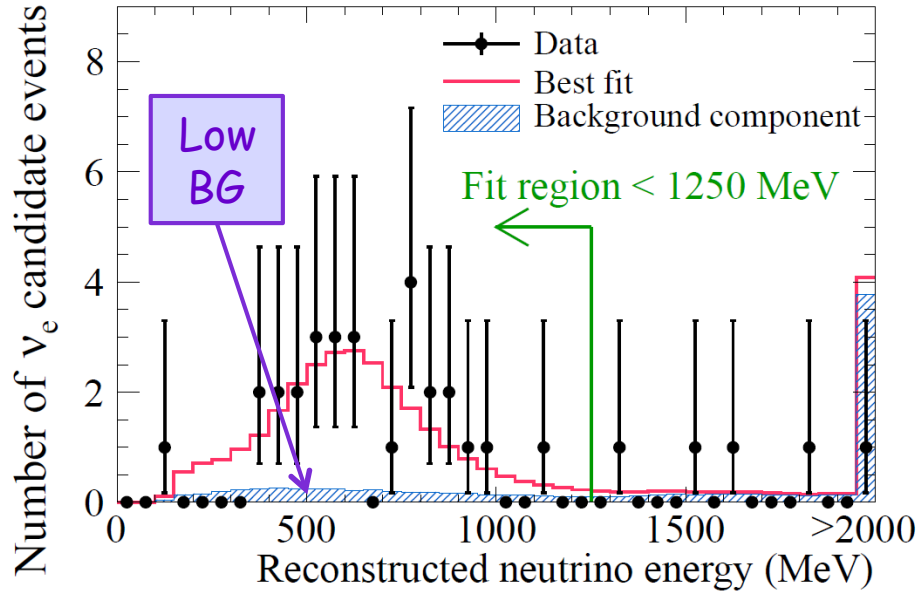 Number of νe candidate events
8
6
4
2
0
Data
Best fit
Background component
Low
BG
Fit region < 1250 MeV
0
500
1000
1500
>2000
Reconstructed neutrino energy (MeV)